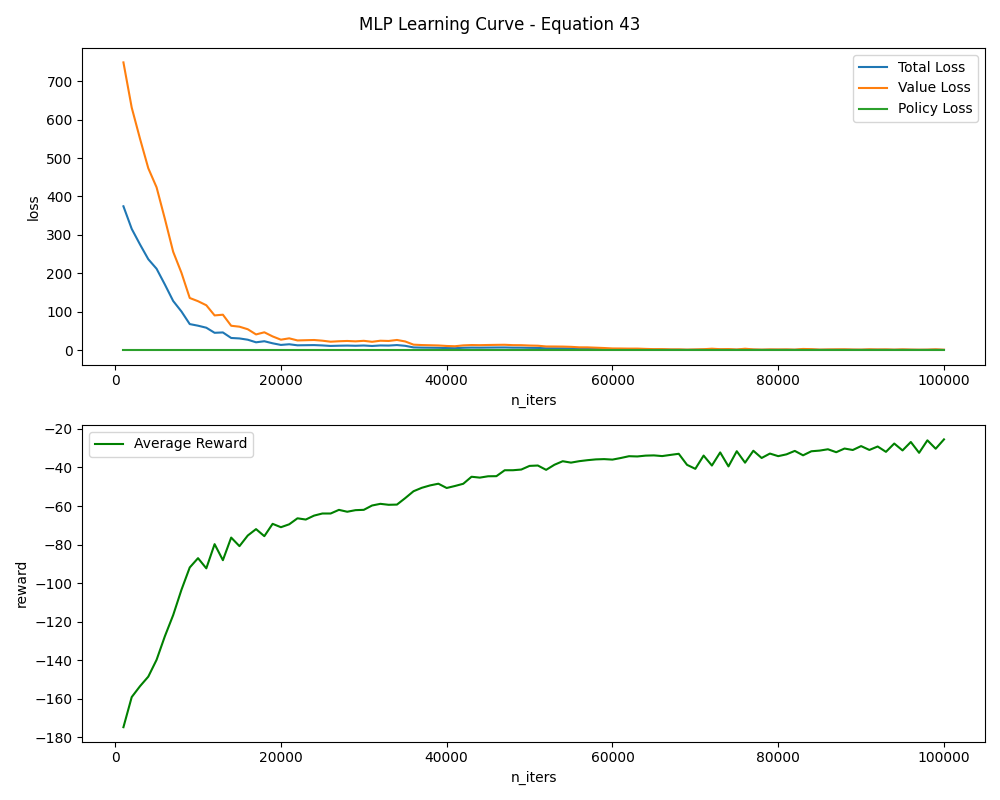 MLP Learning Curve - Equation 43
700
600
500
400
300
200
100
0
loss
Total Loss
Value Loss
Policy Loss
0 20000 40000 60000 80000 100000
n_iters
−20
−40
−60
−80
−100
−120
−140
−160
−180
reward
Average Reward
0 20000 40000 60000 80000 100000
n_iters